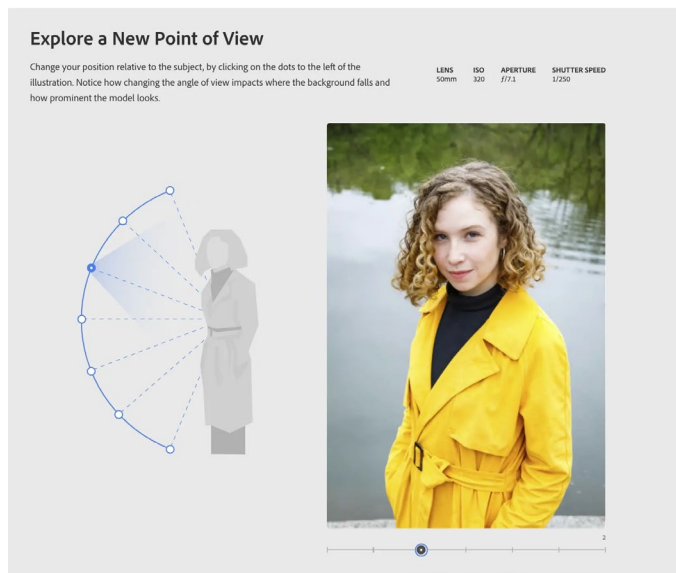 Explore a New Point of View
Change your position relative to the subject, by clicking on the dots to the left of the
illustration. Notice how changing the angle of view impacts where the background falls and
how prominent the model looks.
LENS ISO APERTURE SHUTTER SPEED
50mm 320 ƒ/7.1 1/250
2